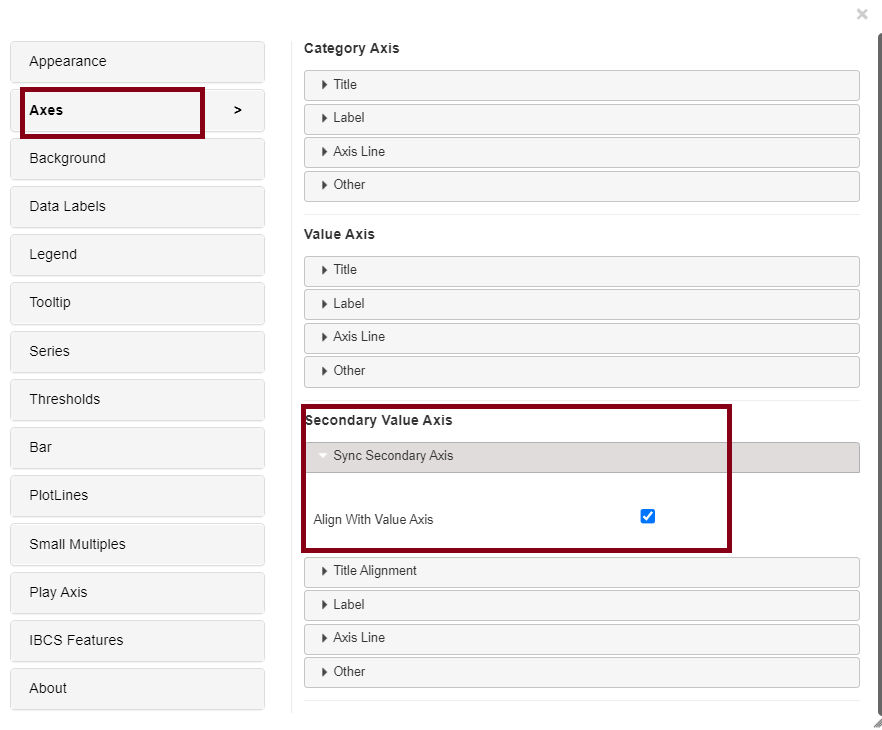 ×
Appearance
Axes >
Background
Data Labels
Legend
Tooltip
Series
Thresholds
Bar
PlotLines
Small Multiples
Play Axis
IBCS Features
About
Category Axis
Title
Label
Axis Line
Other
Value Axis
Title
Label
Axis Line
Other
Secondary Value Axis
Sync Secondary Axis
Align With Value Axis
Title Alignment
Label
Axis Line
Other